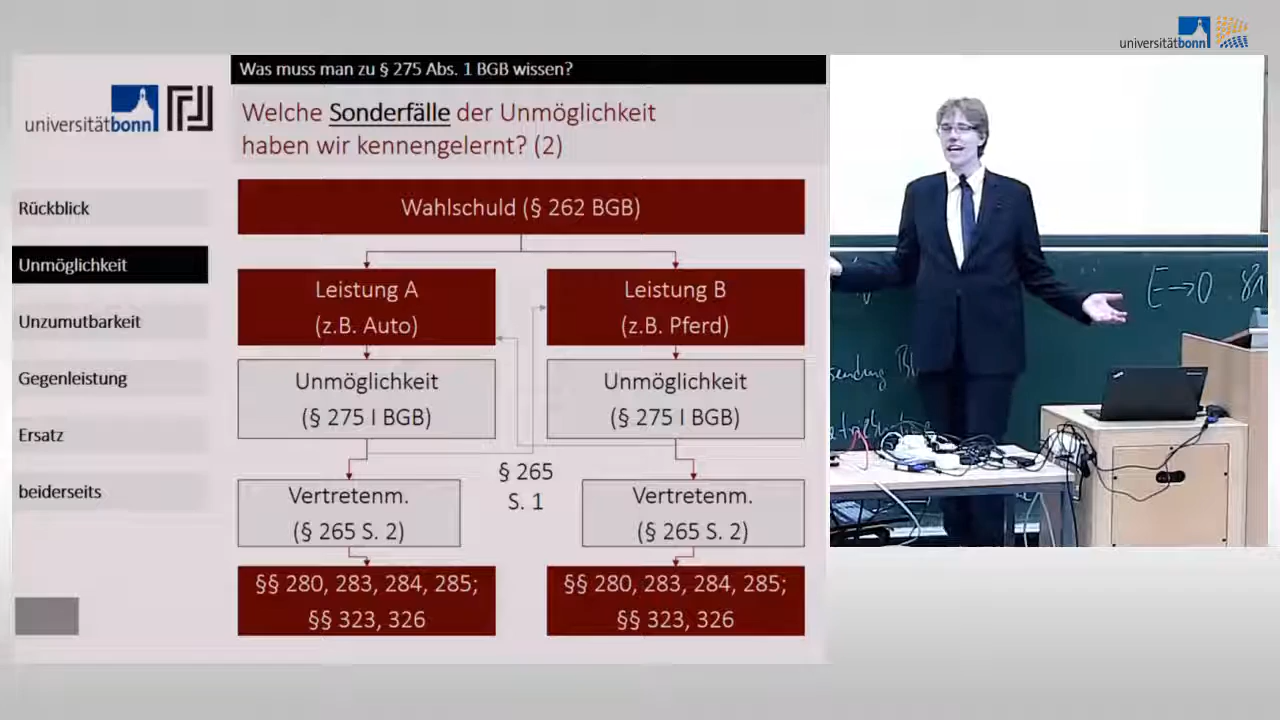 universitätbonn
Was muss man zu § 275 Abs. 1 BGB wissen?
universitätbonn
Welche Sonderfälle der Unmöglichkeit
haben wir kennengelernt? (2)
Rückblick
Unmöglichkeit
Unzumutbarkeit
Gegenleistung
Ersatz
beiderseits
Wahlschuld (§ 262 BGB)
Leistung A
(z.B. Auto)
Leistung B
(z.B. Pferd)
Unmöglichkeit
(§ 275 I BGB)
Unmöglichkeit
(§ 275 I BGB)
§ 265
S. 1
Vertretenm.
(§ 265 S. 2)
Vertretenm.
(§ 265 S. 2)
§§ 280, 283, 284, 285;
§§ 323, 326
§§ 280, 283, 284, 285;
§§ 323, 326
E→O